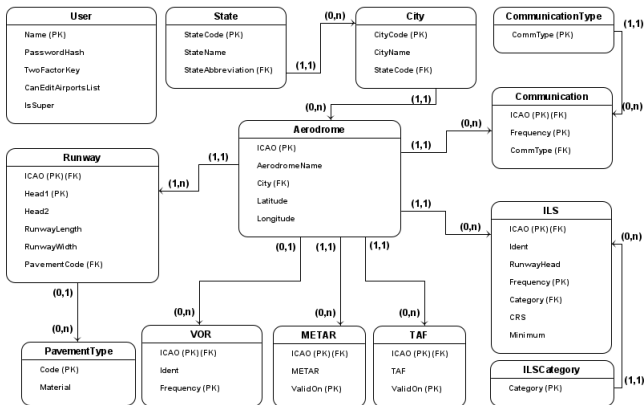 User
Name (PK)
PasswordHash
TwoFactorKey
CanEditAirportsList
IsSuper
State
StateCode (PK)
StateName
StateAbbreviation (FK)
(0,n)
(1,1)
City
CityCode (PK)
CityName
StateCode (FK)
CommunicationType
CommType (PK)
(1,1)
(0,n)
Communication
ICAO (PK)(FK)
Frequency (PK)
CommType (FK)
(1,1)
(0,n)
Aerodrome
ICAO (PK)
AerodromeName
City (FK)
Latitude
Longitude
(0,n)
(1,1)
Runway
ICAO (PK)(FK)
Head1 (PK)
Head2
RunwayLength
RunwayWidth
PavementCode (FK)
(1,1)
(1,n)
ILS
ICAO (PK)(FK)
Ident
RunwayHead
Frequency (PK)
Category (FK)
CRS
Minimum
(1,1)
(0,n)
(0,n)
(0,1)
(1,1)
(1,1)
(0,1)
(0,n)
PavementType
Code (PK)
Material
(0,n)
VOR
ICAO (PK)(FK)
Ident
Frequency (PK)
(0,n)
METAR
ICAO (PK)(FK)
METAR
ValidOn (PK)
(0,n)
TAF
ICAO (PK)(FK)
TAF
ValidOn (PK)
ILSCategory
Category (PK)
(1,1)